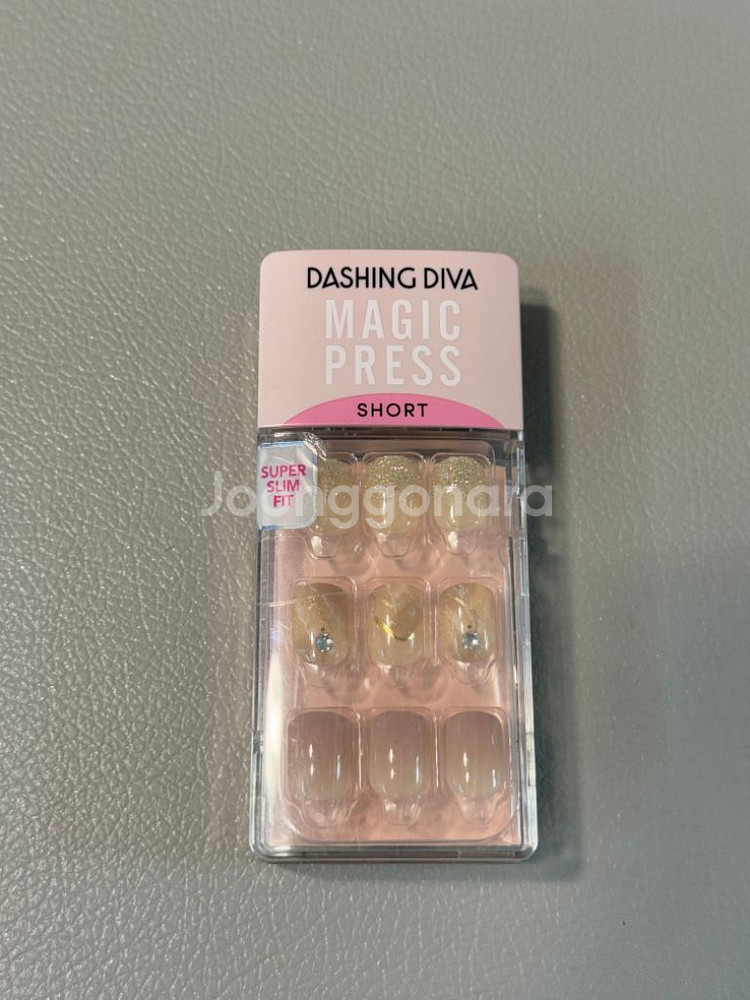 DASHING DIVA
MAGIC
PRESS
SHORT
SUPER
SLIM
FIT
Joonggonara